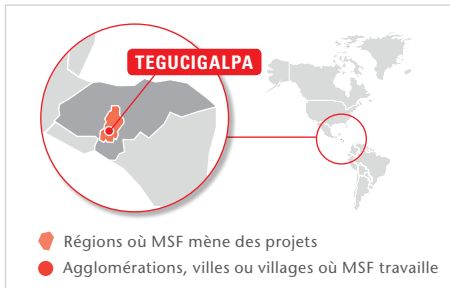 TEGUCIGALPA
Régions où MSF mène des projets
Agglomérations, villes ou villages où MSF travaille